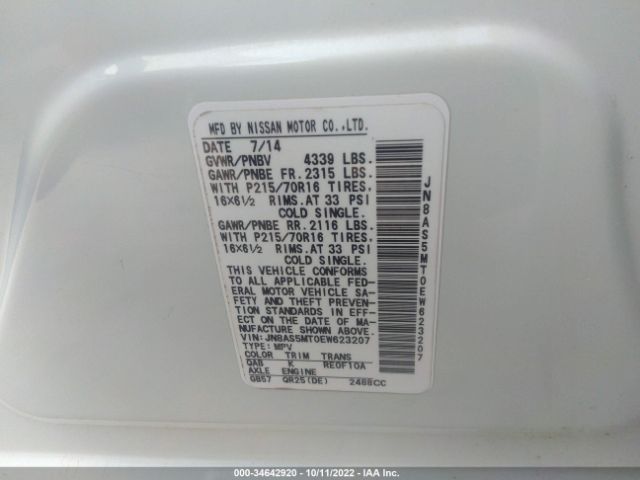 MFD BY NISSAN MOTOR CO.,LTD.
DATE 7/14
GVWR/PNBV 4339 LBS.
GAWR/PNBE FR. 2315 LBS.
WITH P215/70R16 TIRES.
16×6½ RIMS.AT 33 PSI
COLD SINGLE.
GAWR/PNBE RR. 2116 LBS.
WITH P215/70R16 TIRES.
16×6½ RIMS.AT 33 PSI
COLD SINGLE.
THIS VEHICLE CONFORMS
TO ALL APPLICABLE FED-
ERAL MOTOR VEHICLE SA-
FETY AND THEFT PREVEN-
TION STANDARDS IN EFF-
ECT ON THE DATE OF MA-
NUFACTURE SHOWN ABOVE.
VIN: JN8AS5MT0EW623207
TYPE: MPV
COLOR TRIM TRANS
QAB K RE0F10A
AXLE ENGINE
GB57 QR25(DE) 2488CC
JN8AS5MT0EW623207
000-34642920 - 10/11/2022 - IAA Inc.